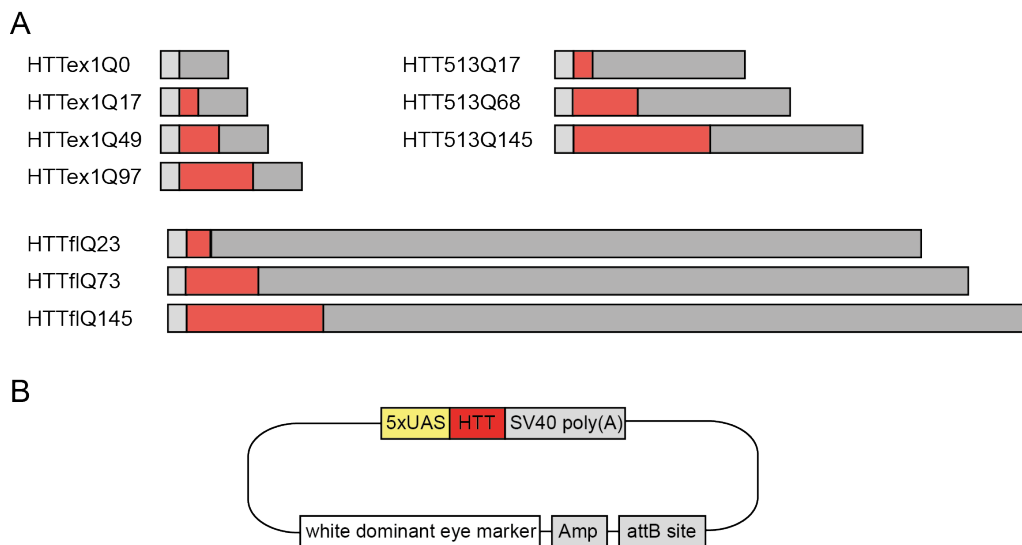 A
HTTex1Q0
HTTex1Q17
HTTex1Q49
HTTex1Q97
HTT513Q17
HTT513Q68
HTT513Q145
HTTflQ23
HTTflQ73
HTTflQ145
B
5xUAS HTT SV40 poly(A)
white dominant eye marker Amp attB site